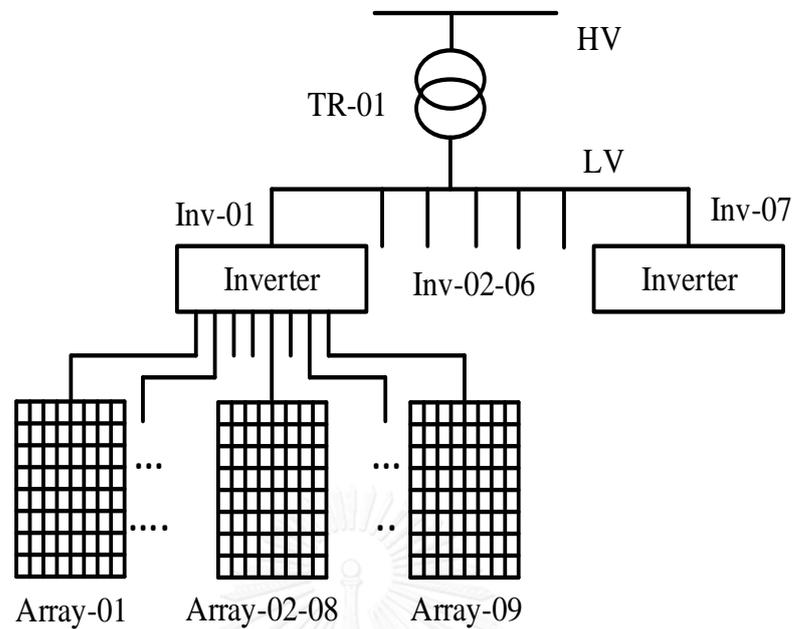 HV
TR-01
LV
Inv-01
Inv-07
Inverter
Inv-02-06
Inverter
...
...
....
..
Array-01
Array-02-08
Array-09